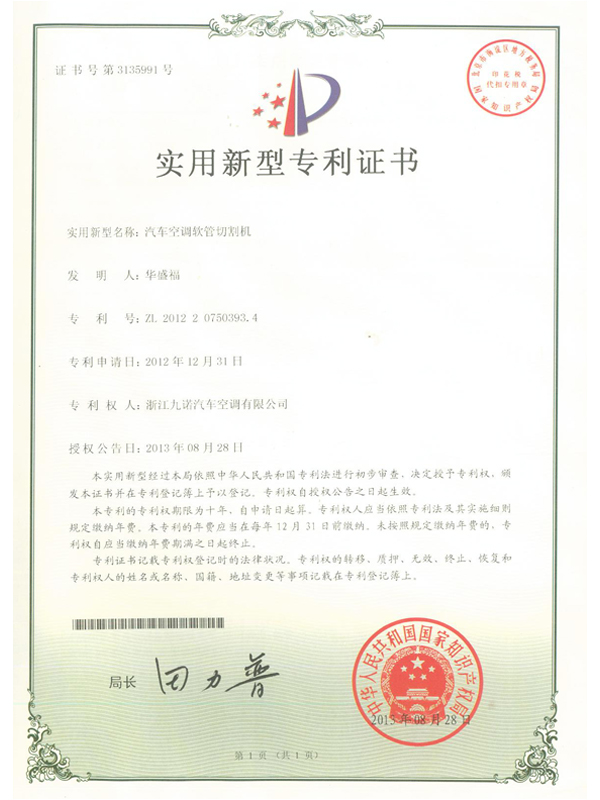 证书号第3135991号
印花税
代扣专用章
实用新型专利证书
实用新型名称：汽车空调软管切割机
发 明 人：华盛福
专 利 号：ZL 2012 2 0750393.4
专利申请日：2012年12月31日
专 利 权 人：浙江九诺汽车空调有限公司
授权公告日：2013年08月28日
本实用新型经过本局依照中华人民共和国专利法进行初步审查，决定授予专利权，颁
发本证书并在专利登记簿上予以登记。专利权自授权公告之日起生效。
本专利的专利权期限为十年，自申请日起算。专利权人应当依照专利法及其实施细则
规定缴纳年费。本专利的年费应当在每年12月31日前缴纳。未按照规定缴纳年费的，专
利权自应当缴纳年费期满之日起终止。
专利证书记载专利权登记时的法律状况。专利权的转移、质押、无效、终止、恢复和
专利权人的姓名或名称、国籍、地址变更等事项记载在专利登记簿上。
局长
田力普
中华人民共和国国家知识产权局
2013年08月28日
第1页（共1页）